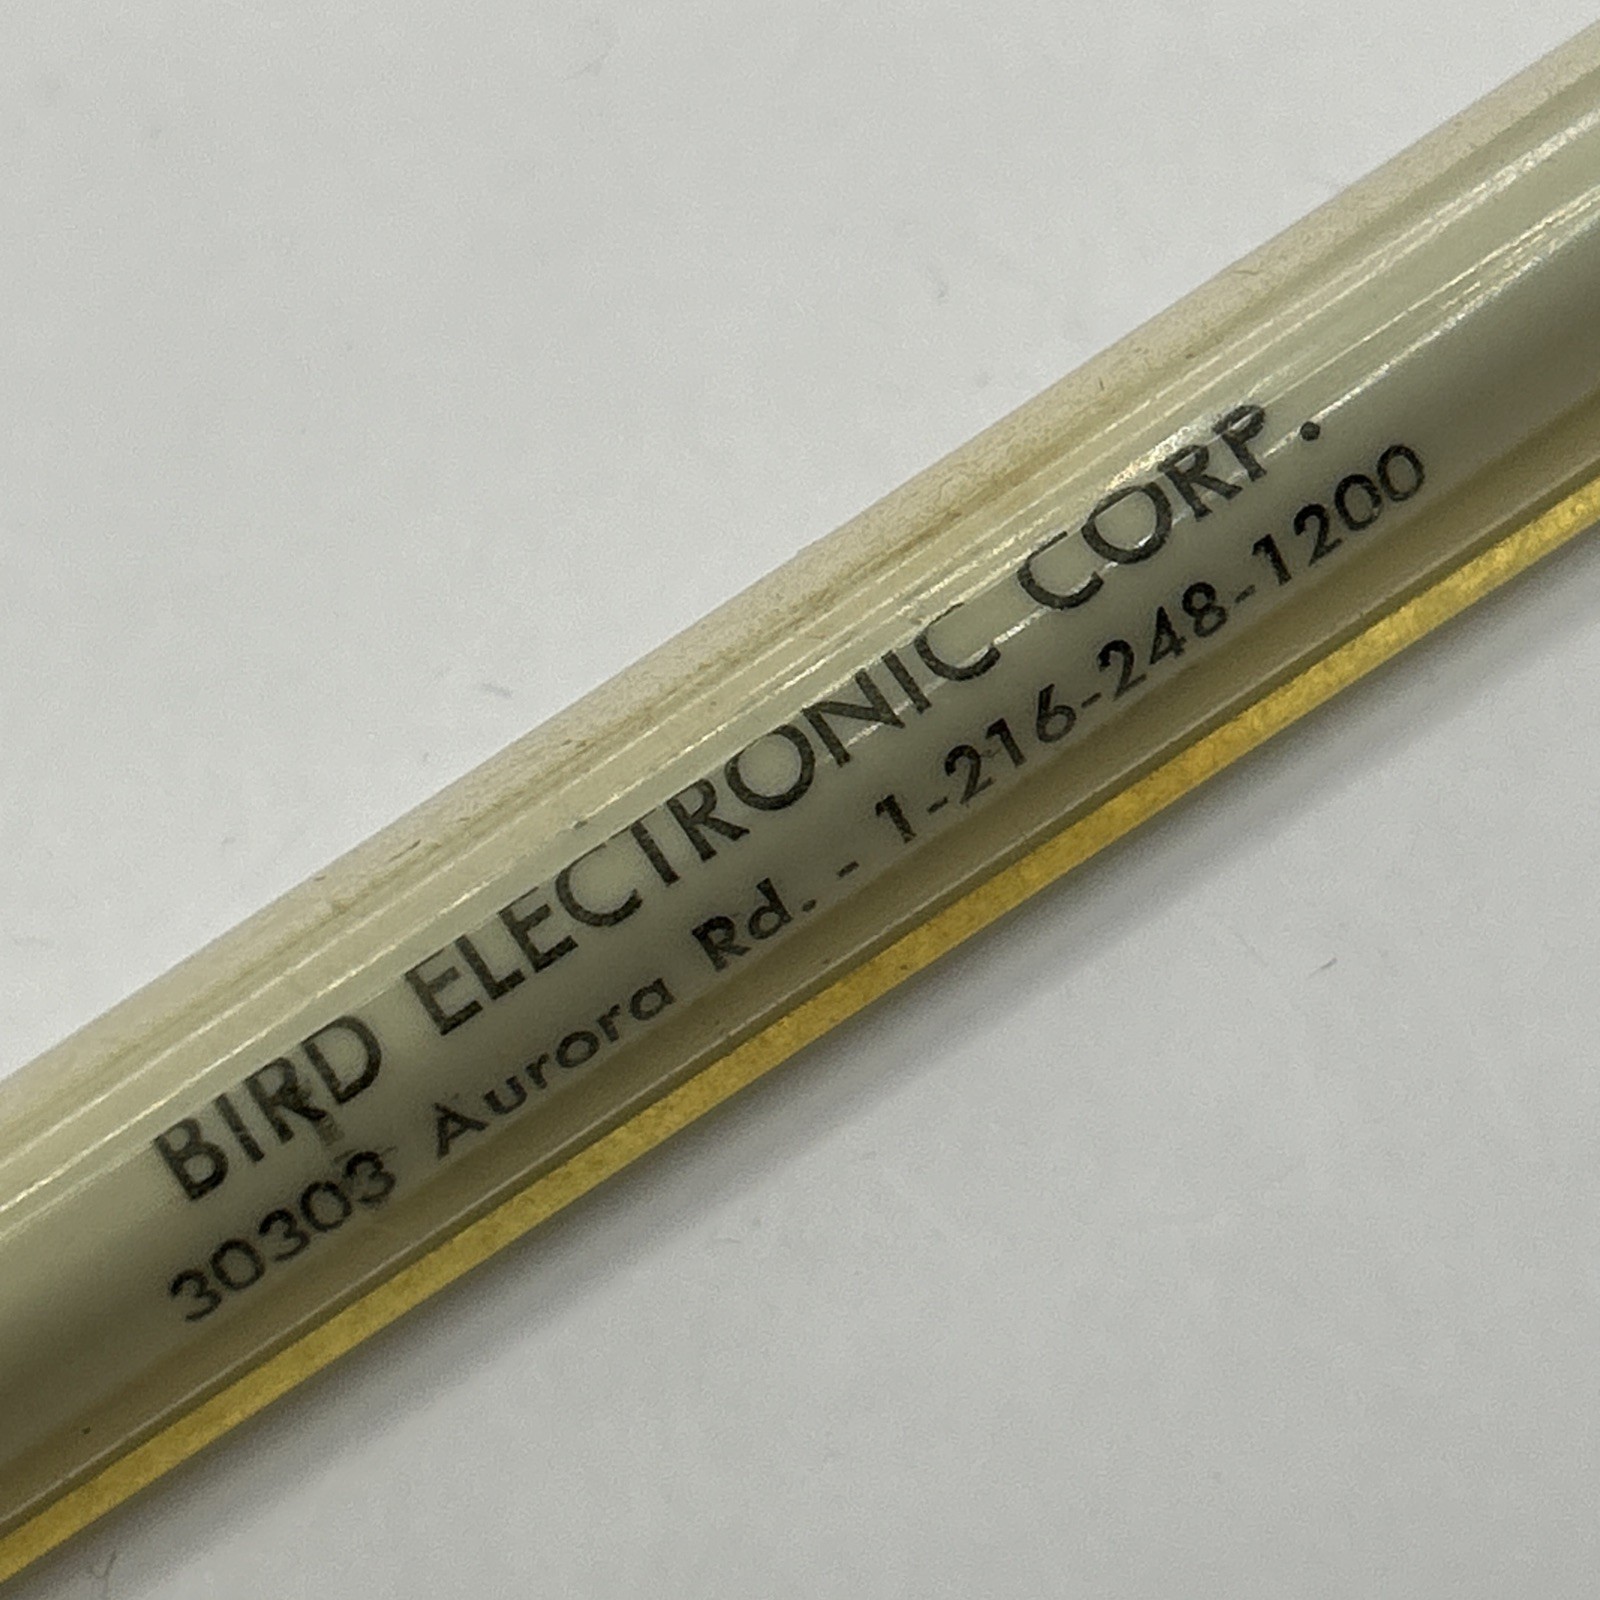 BIRD ELECTRONIC CORP.
30303 Aurora Rd. - 1-216-248-1200